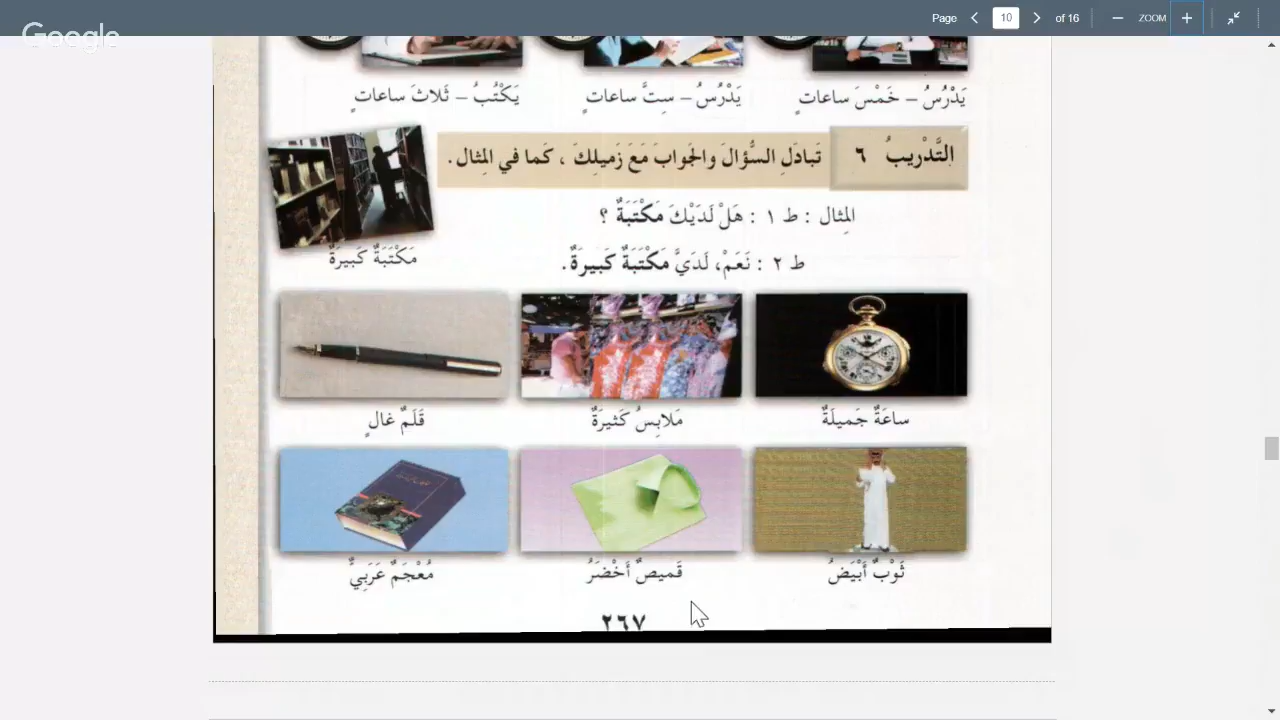 Google
Page 10 of 16 ZOOM
يَدْرُسُ – خَمْسَ ساعاتٍ
يَدْرُسُ – سِتَّ ساعاتٍ
يَكْتُبُ – ثَلاثَ ساعاتٍ
التَّدْرِيبُ ٦
تَبادَلِ السُّؤالَ والجَوابَ مَعَ زَميلِكَ ، كَما في المِثال .
المِثال : ط ١ : هَلْ لَدَيْكَ مَكْتَبَةٌ ؟
ط ٢ : نَعَمْ، لَدَيَّ مَكْتَبَةٌ كَبيرَةٌ .
مَكْتَبَةٌ كَبيرَةٌ
ساعَةٌ جَميلَةٌ
مَلابِسُ كَثيرَةٌ
قَلَمٌ غالٍ
ثَوْبٌ أَبْيَضُ
قَميصٌ أَخْضَرُ
مُعْجَمٌ عَرَبِيٌّ
٢٦٧